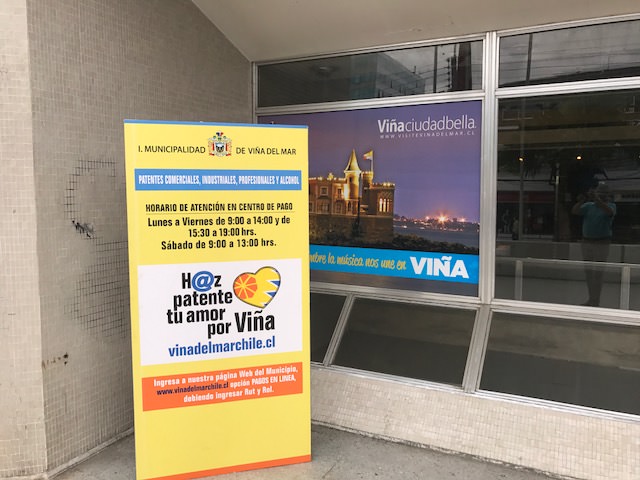 I. MUNICIPALIDAD DE VIÑA DEL MAR
PATENTES COMERCIALES, INDUSTRIALES, PROFESIONALES Y ALCOHOL
HORARIO DE ATENCIÓN EN CENTRO DE PAGO
Lunes a Viernes de 9:00 a 14:00 y de
15:30 a 19:00 hrs.
Sábado de 9:00 a 13:00 hrs.
H@z
patente
tu amor
por Viña
vinadelmarchile.cl
Ingresa a nuestra página Web del Municipio,
www.vinadelmarchile.cl opción PAGOS EN LINEA,
debiendo ingresar Rut y Rol.
Viñaciudadbella
WWW.VISITEVINADELMAR.CL
la música nos une en VIÑA